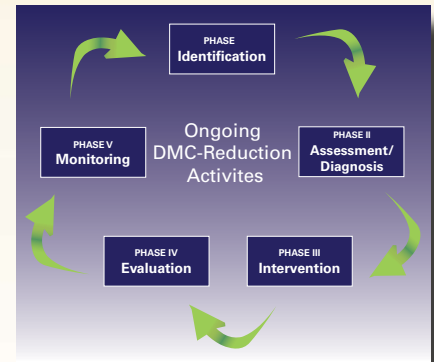 PHASE
Identification
Ongoing
DMC-Reduction
Activites
PHASE II
Assessment/
Diagnosis
PHASE III
Intervention
PHASE IV
Evaluation
PHASE V
Monitoring